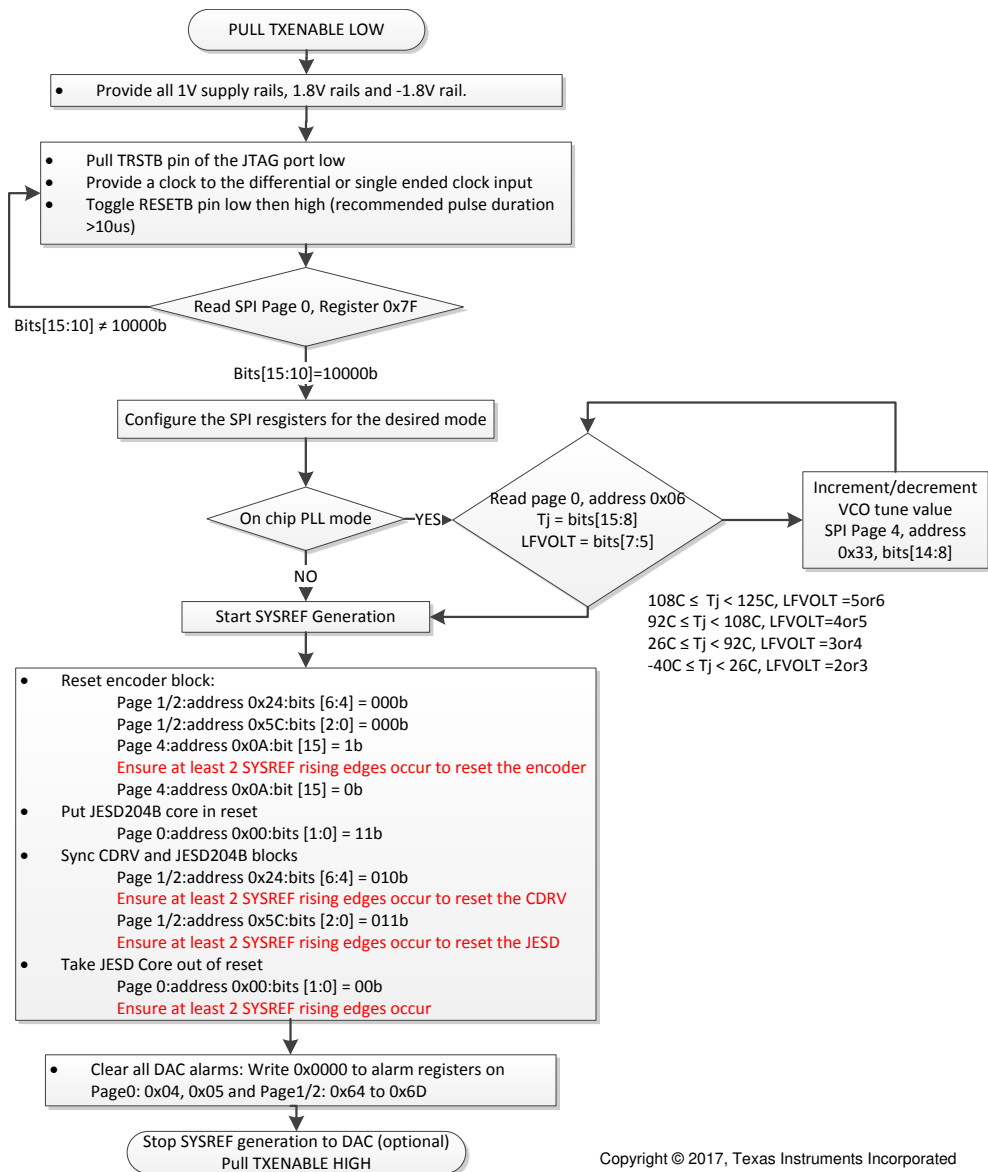 PULL TXENABLE LOW
• Provide all 1V supply rails, 1.8V rails and -1.8V rail.
• Pull TRSTB pin of the JTAG port low
• Provide a clock to the differential or single ended clock input
• Toggle RESETB pin low then high (recommended pulse duration
>10us)
Read SPI Page 0, Register 0x7F
Bits[15:10] ≠ 10000b
Bits[15:10]=10000b
Configure the SPI resgisters for the desired mode
On chip PLL mode
YES
Read page 0, address 0x06
Tj = bits[15:8]
LFVOLT = bits[7:5]
Increment/decrement
VCO tune value
SPI Page 4, address
0x33, bits[14:8]
NO
108C ≤ Tj < 125C, LFVOLT =5or6
92C ≤ Tj < 108C, LFVOLT=4or5
26C ≤ Tj < 92C, LFVOLT =3or4
-40C ≤ Tj < 26C, LFVOLT =2or3
Start SYSREF Generation
• Reset encoder block:
Page 1/2:address 0x24:bits [6:4] = 000b
Page 1/2:address 0x5C:bits [2:0] = 000b
Page 4:address 0x0A:bit [15] = 1b
Ensure at least 2 SYSREF rising edges occur to reset the encoder
Page 4:address 0x0A:bit [15] = 0b
• Put JESD204B core in reset
Page 0:address 0x00:bits [1:0] = 11b
• Sync CDRV and JESD204B blocks
Page 1/2:address 0x24:bits [6:4] = 010b
Ensure at least 2 SYSREF rising edges occur to reset the CDRV
Page 1/2:address 0x5C:bits [2:0] = 011b
Ensure at least 2 SYSREF rising edges occur to reset the JESD
• Take JESD Core out of reset
Page 0:address 0x00:bits [1:0] = 00b
Ensure at least 2 SYSREF rising edges occur
• Clear all DAC alarms: Write 0x0000 to alarm registers on
Page0: 0x04, 0x05 and Page1/2: 0x64 to 0x6D
Stop SYSREF generation to DAC (optional)
Pull TXENABLE HIGH
Copyright © 2017, Texas Instruments Incorporated